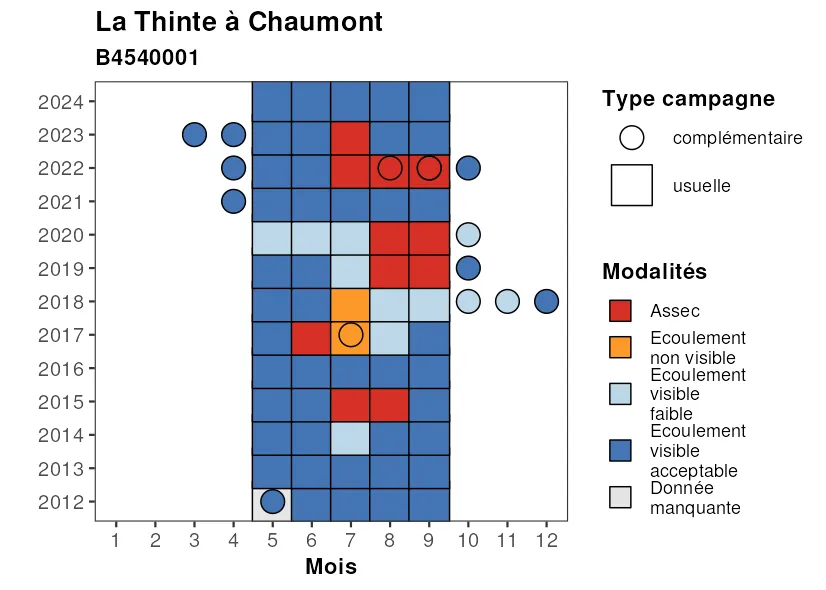 La Thinte à Chaumont
B4540001
2024
2023
2022
2021
2020
2019
2018
2017
2016
2015
2014
2013
2012
1 2 3 4 5 6 7 8 9 10 11 12
Mois
Type campagne
complémentaire
usuelle
Modalités
Assec
Ecoulement
non visible
Ecoulement
visible
faible
Ecoulement
visible
acceptable
Donnée
manquante